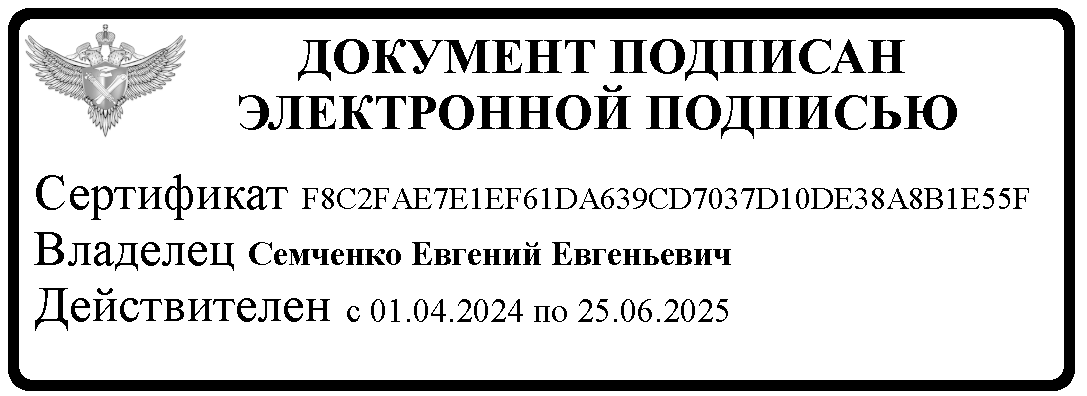 ДОКУМЕНТ ПОДПИСАН
ЭЛЕКТРОННОЙ ПОДПИСЬЮ
Сертификат F8C2FAE7E1EF61DA639CD7037D10DE38A8B1E55F
Владелец Семченко Евгений Евгеньевич
Действителен с 01.04.2024 по 25.06.2025